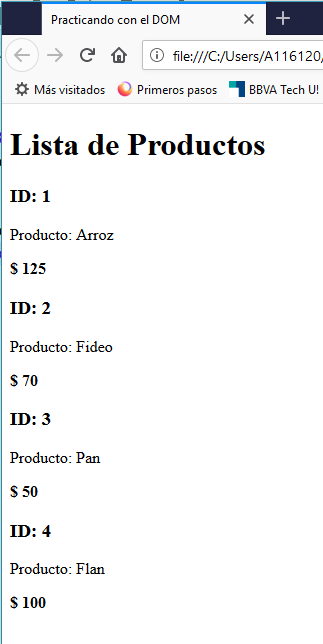 Practicando con el DOM
file:///C:/Users/A116120/
Más visitados Primeros pasos BBVA Tech U!
Lista de Productos
ID: 1
Producto: Arroz
$ 125
ID: 2
Producto: Fideo
$ 70
ID: 3
Producto: Pan
$ 50
ID: 4
Producto: Flan
$ 100